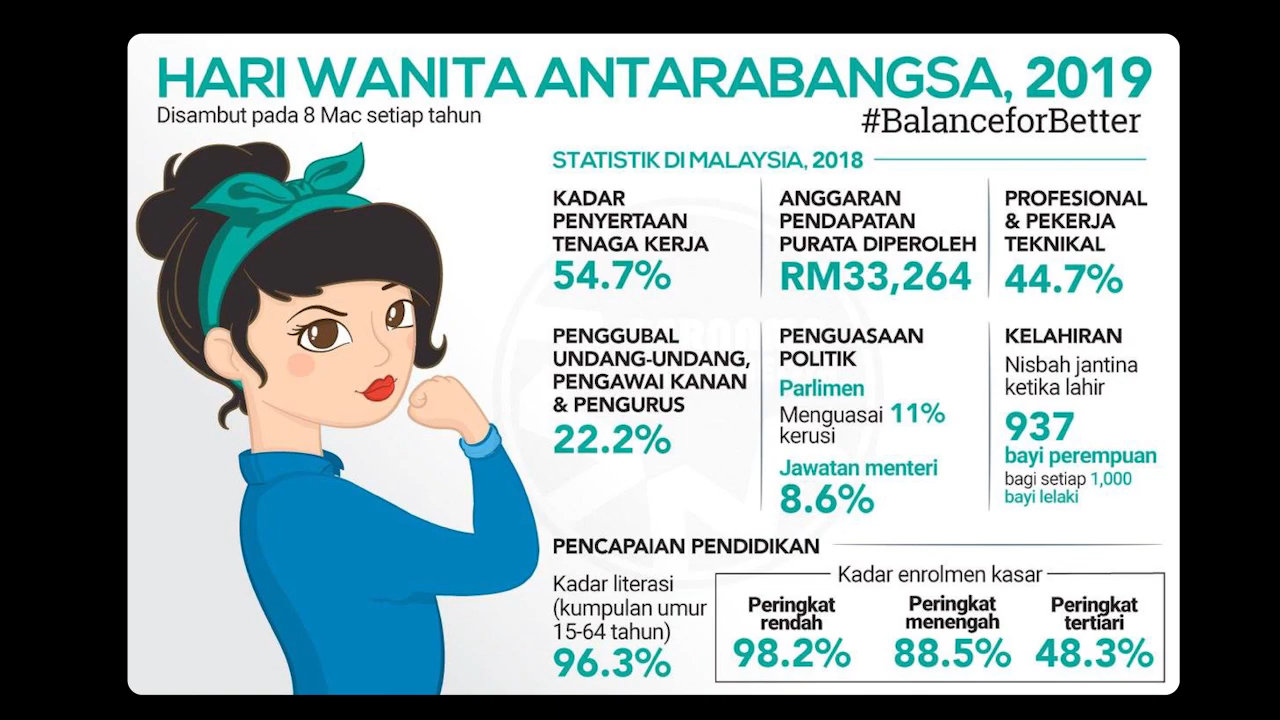 HARI WANITA ANTARABANGSA, 2019
Disambut pada 8 Mac setiap tahun
#BalanceforBetter
STATISTIK DI MALAYSIA, 2018
KADAR
PENYERTAAN
TENAGA KERJA
54.7%
ANGGARAN
PENDAPATAN
PURATA DIPEROLEH
RM33,264
PROFESIONAL
& PEKERJA
TEKNIKAL
44.7%
PENGGUBAL
UNDANG-UNDANG,
PENGAWAI KANAN
& PENGURUS
22.2%
PENGUASAAN
POLITIK
Parlimen
Menguasai 11%
kerusi
Jawatan menteri
8.6%
KELAHIRAN
Nisbah jantina
ketika lahir
937
bayi perempuan
bagi setiap 1,000
bayi lelaki
PENCAPAIAN PENDIDIKAN
Kadar literasi
(kumpulan umur
15-64 tahun)
96.3%
Kadar enrolmen kasar
Peringkat
rendah
98.2%
Peringkat
menengah
88.5%
Peringkat
tertiari
48.3%